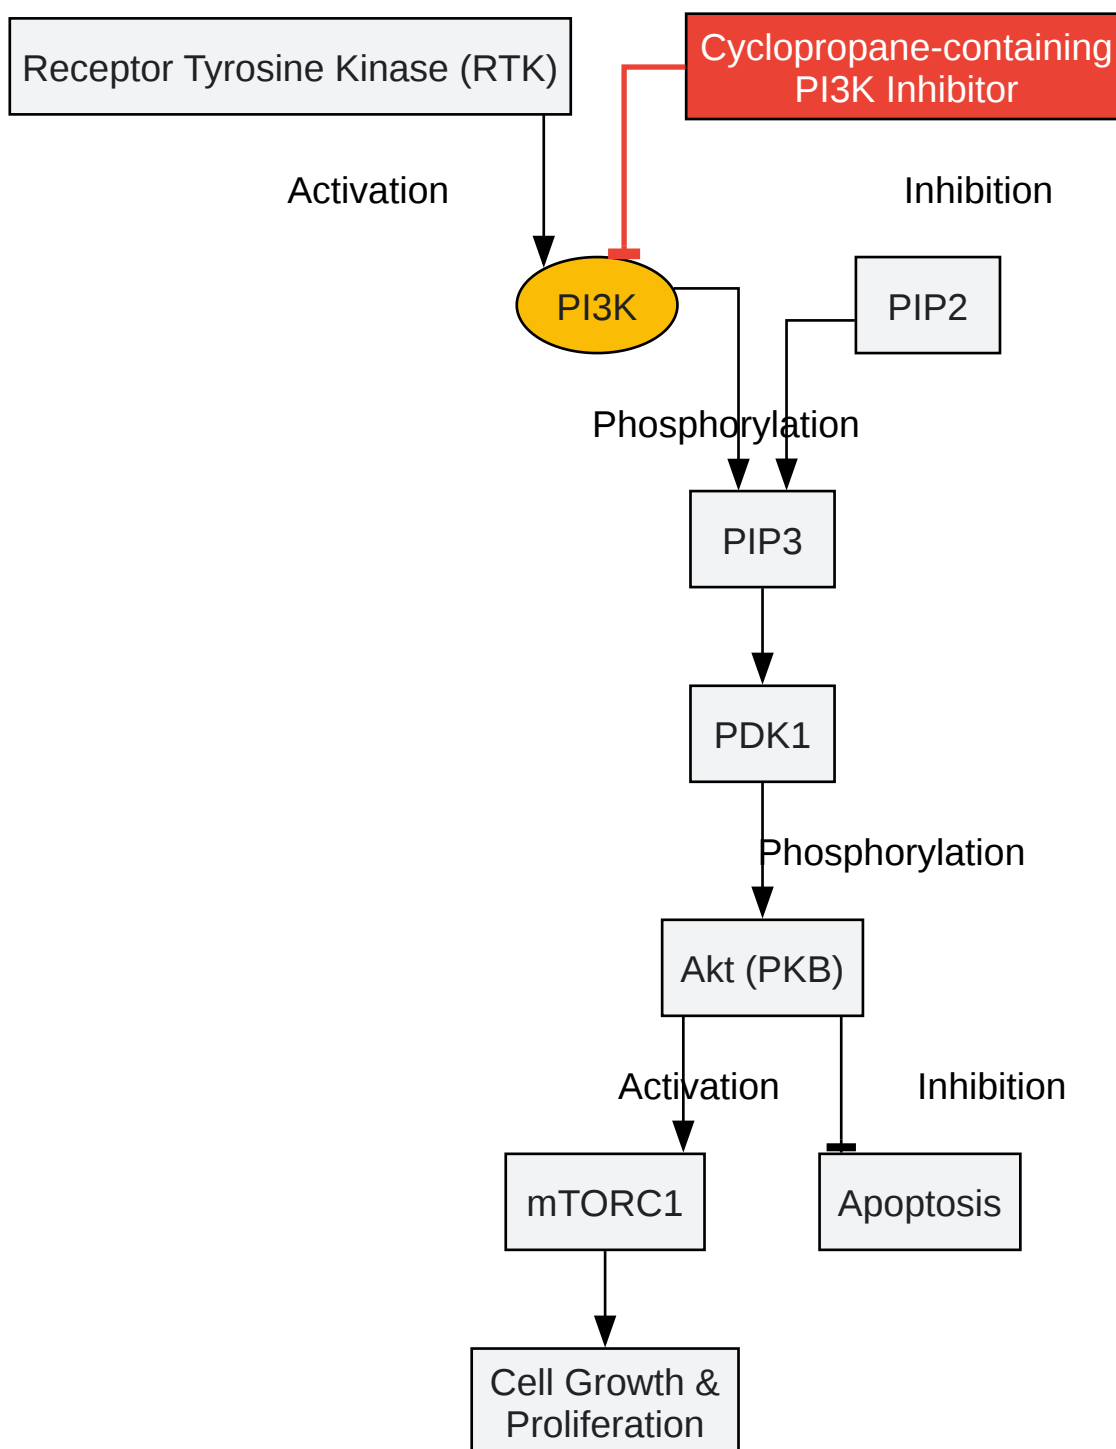 Receptor Tyrosine Kinase (RTK)
Cyclopropane-containing
PI3K Inhibitor
Activation
Inhibition
PI3K
PIP2
Phosphorylation
PIP3
PDK1
Phosphorylation
Akt (PKB)
Activation
Inhibition
mTORC1
Apoptosis
Cell Growth &
Proliferation